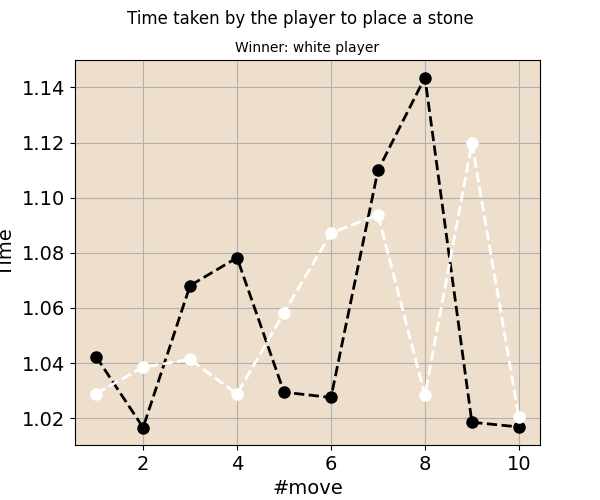 Time taken by the player to place a stone
Winner: white player
1.14
1.12
1.10
1.08
1.06
1.04
1.02
Time
2 4 6 8 10
#move